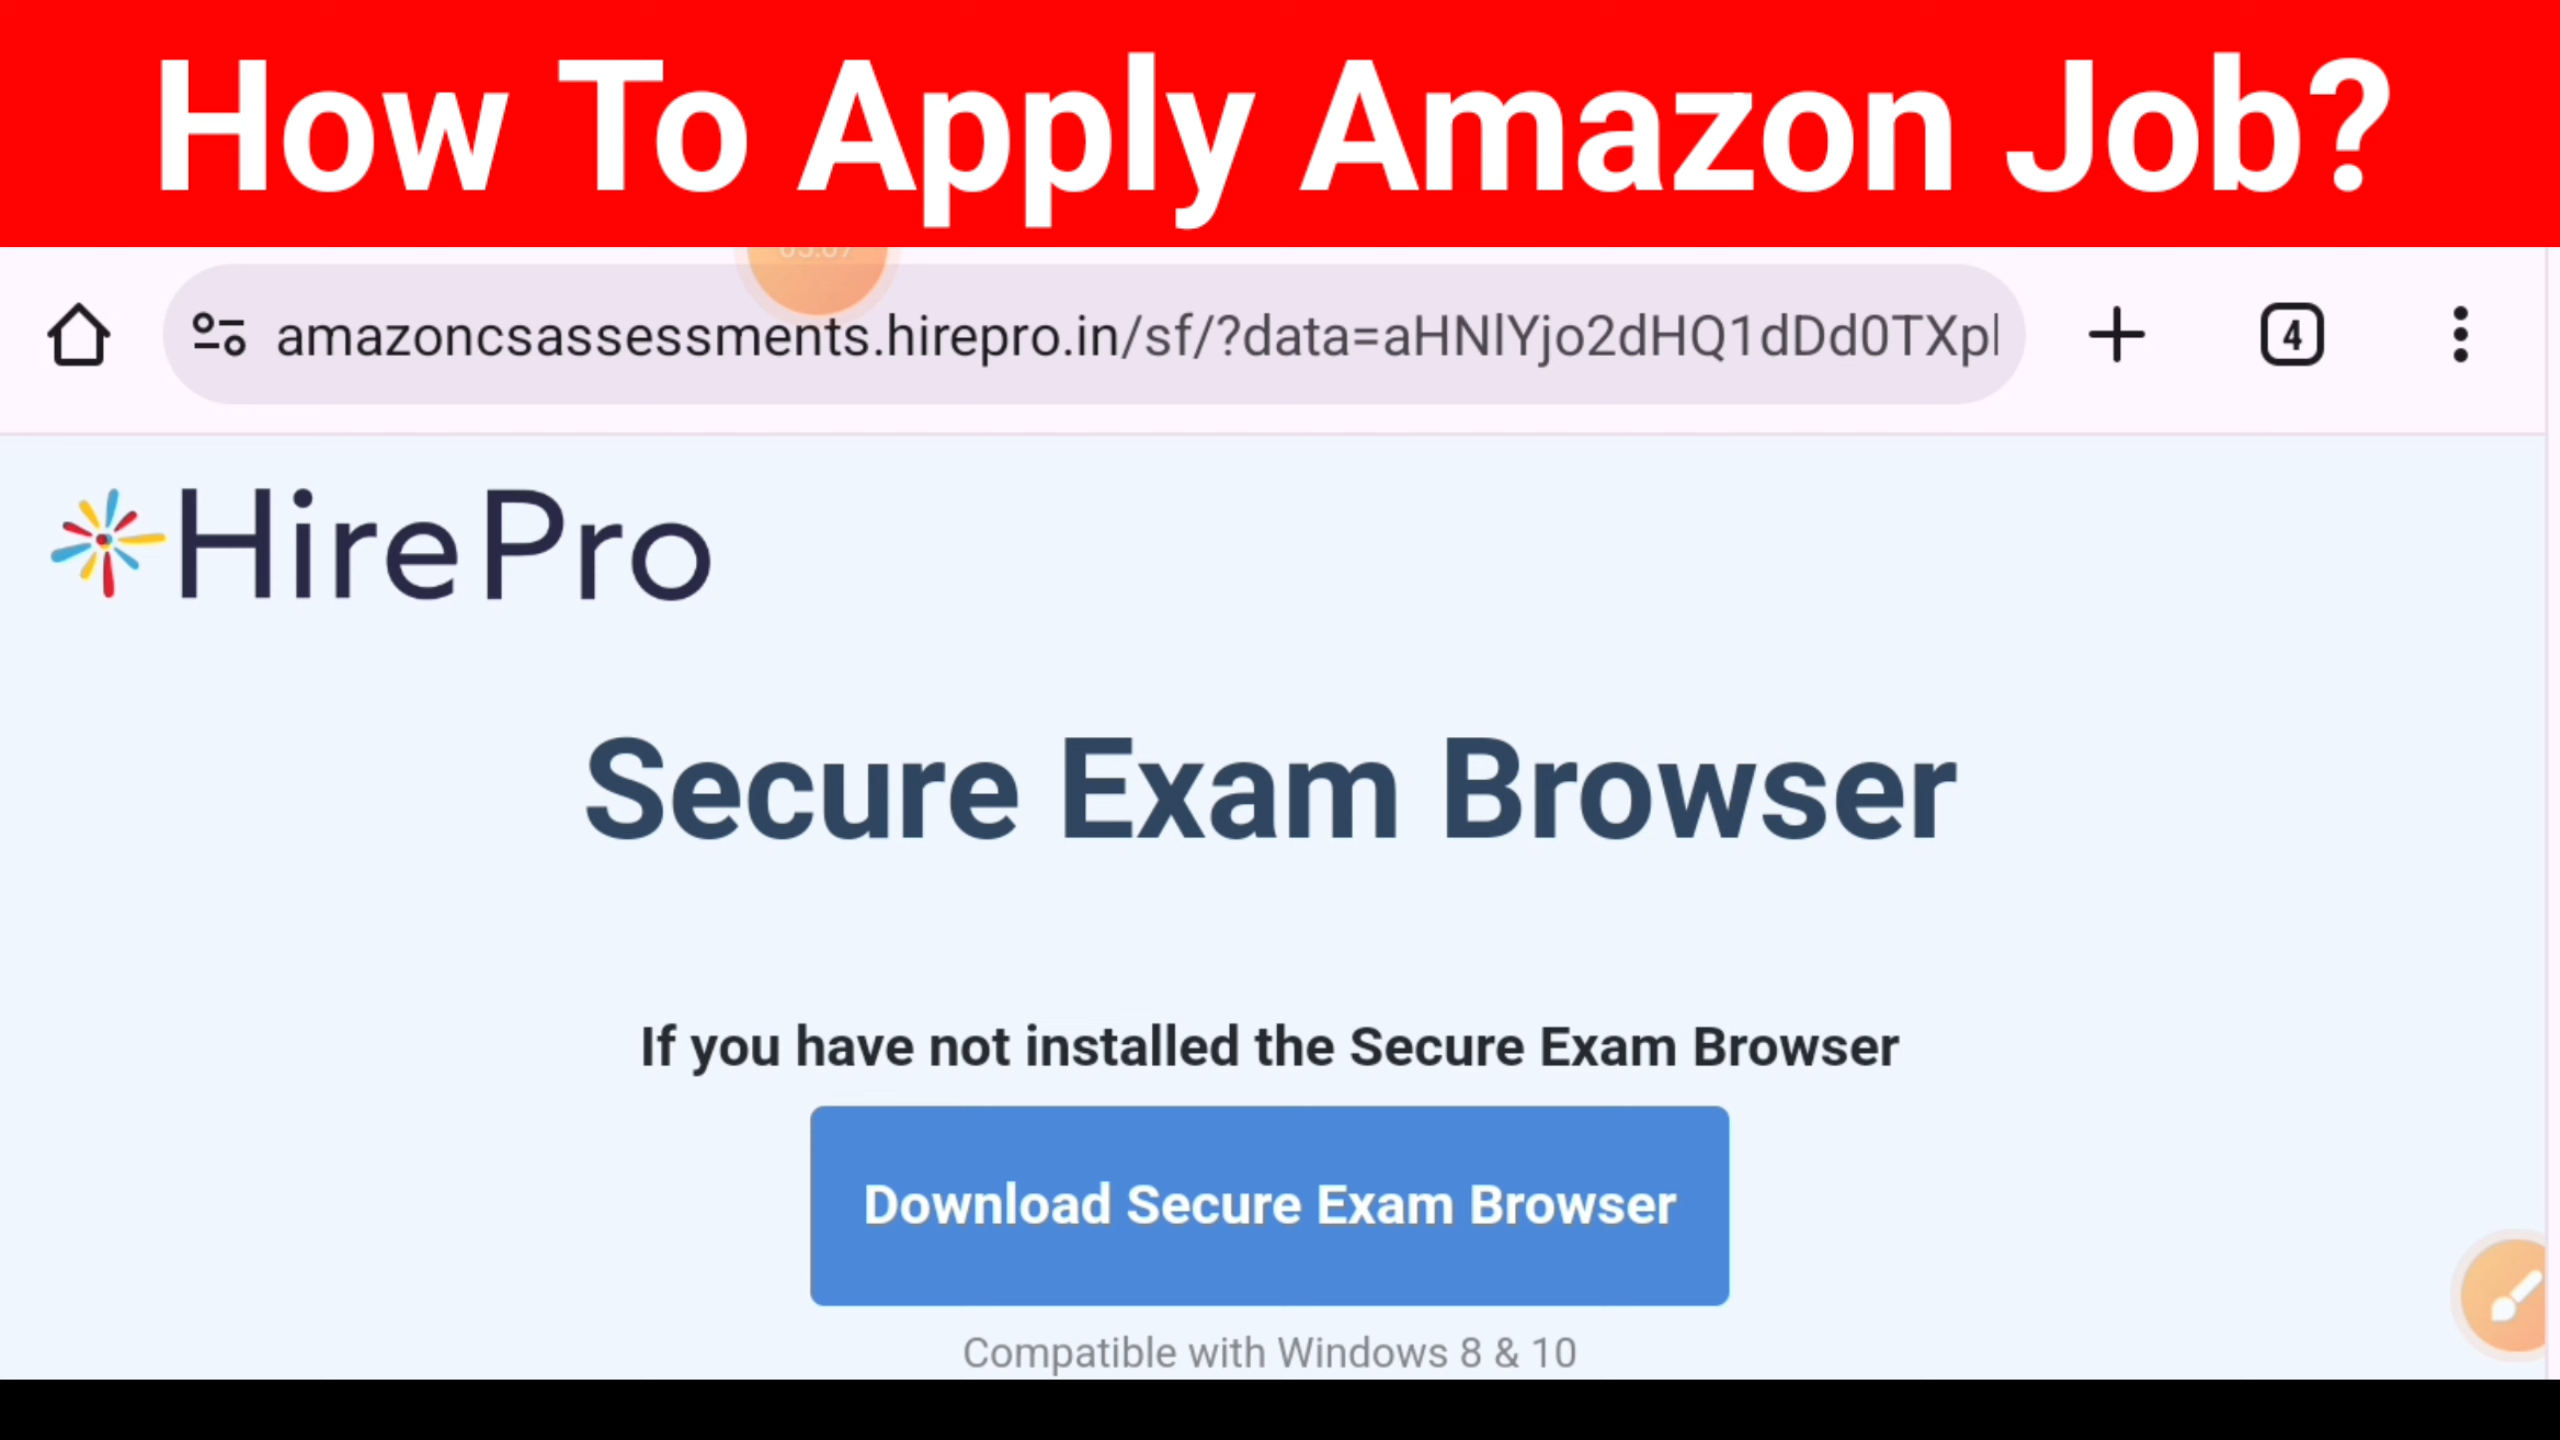 How To Apply Amazon Job?
amazoncsassessments.hirepro.in/sf/?data=aHNlYjo2dHQ1dDd0TXp
4
HirePro
Secure Exam Browser
If you have not installed the Secure Exam Browser
Download Secure Exam Browser
Compatible with Windows 8 & 10